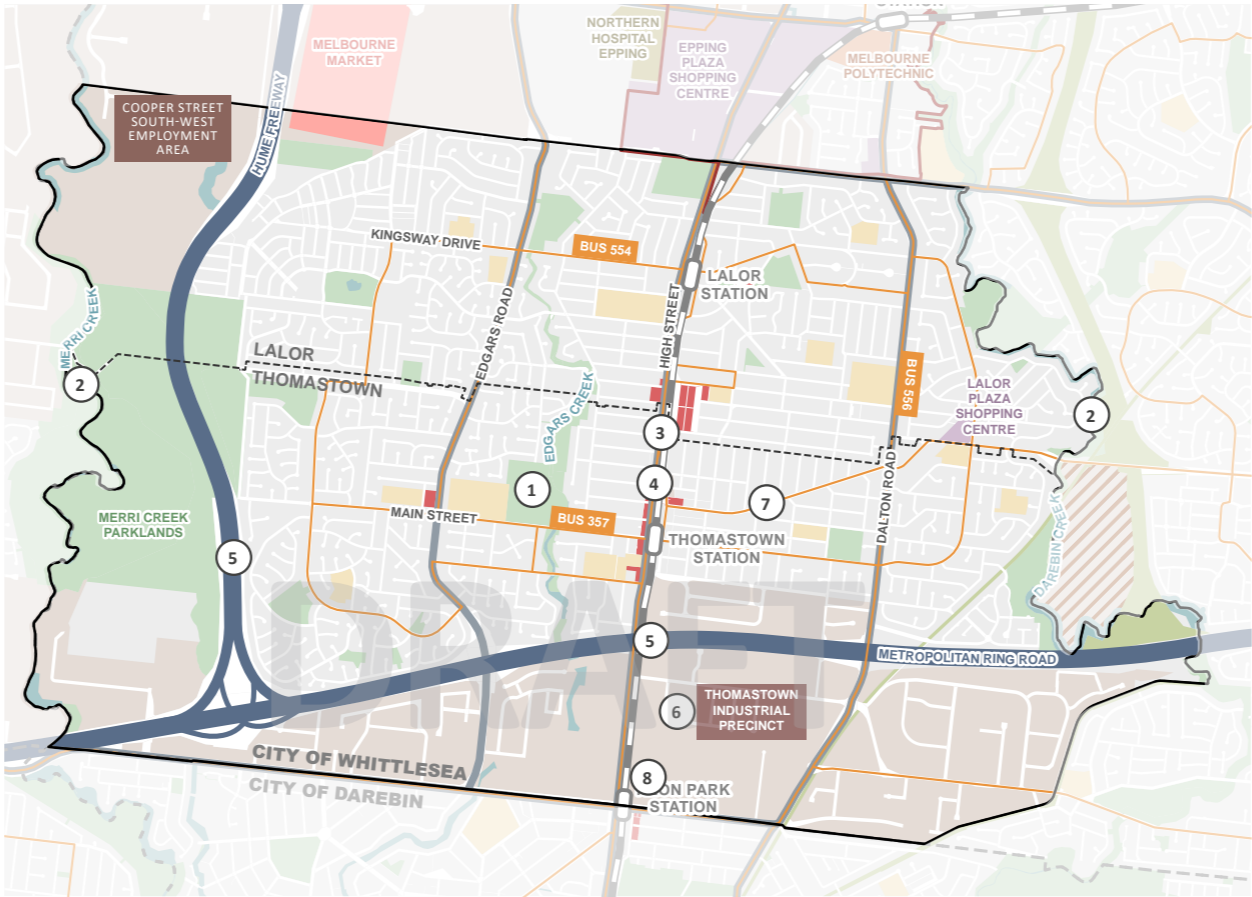 STATION
NORTHERN
HOSPITAL
EPPING
MELBOURNE
MARKET
EPPING
PLAZA
SHOPPING
CENTRE
MELBOURNE
POLYTECHNIC
COOPER STREET
SOUTH-WEST
EMPLOYMENT
AREA
HUME FREEWAY
KINGSWAY DRIVE
BUS 554
LALOR
STATION
MERRI CREEK
EDGARS ROAD
HIGH STREET
LALOR
THOMASTOWN
2
EDGARS CREEK
BUS 556
LALOR
PLAZA
SHOPPING
CENTRE
2
3
1
4
7
MAIN STREET
BUS 357
DALTON ROAD
MERRI CREEK
PARKLANDS
THOMASTOWN
STATION
DAREBIN CREEK
5
DRAFT
5
METROPOLITAN RING ROAD
6
THOMASTOWN
INDUSTRIAL
PRECINCT
CITY OF WHITTLESEA
CITY OF DAREBIN
8
ON PARK
STATION